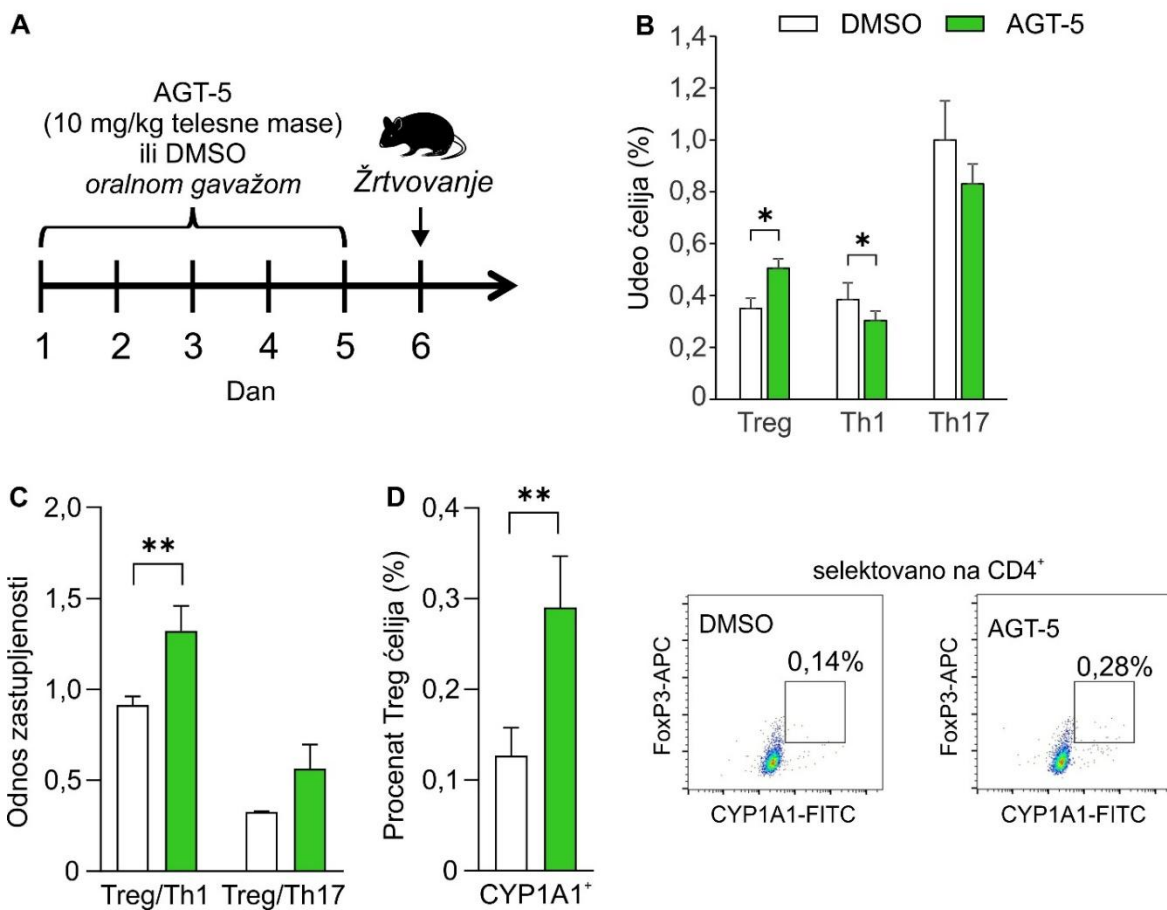 A
AGT-5
(10 mg/kg telesne mase)
ili DMSO
oralnom gavažom
Žrtvovanje
1 2 3 4 5 6
Dan
B
DMSO AGT-5
Udeo ćelija (%)
1,4
1,2
1,0
0,8
0,6
0,4
0,2
0
* *
Treg Th1 Th17
C
Odnos zastupljenosti
2,0
1,5
1,0
0,5
0
**
Treg/Th1 Treg/Th17
D
Procenat Treg ćelija (%)
0,4
0,3
0,2
0,1
0
**
CYP1A1⁺
selektovano na CD4⁺
DMSO
0,14%
FoxP3-APC
CYP1A1-FITC
AGT-5
0,28%
FoxP3-APC
CYP1A1-FITC